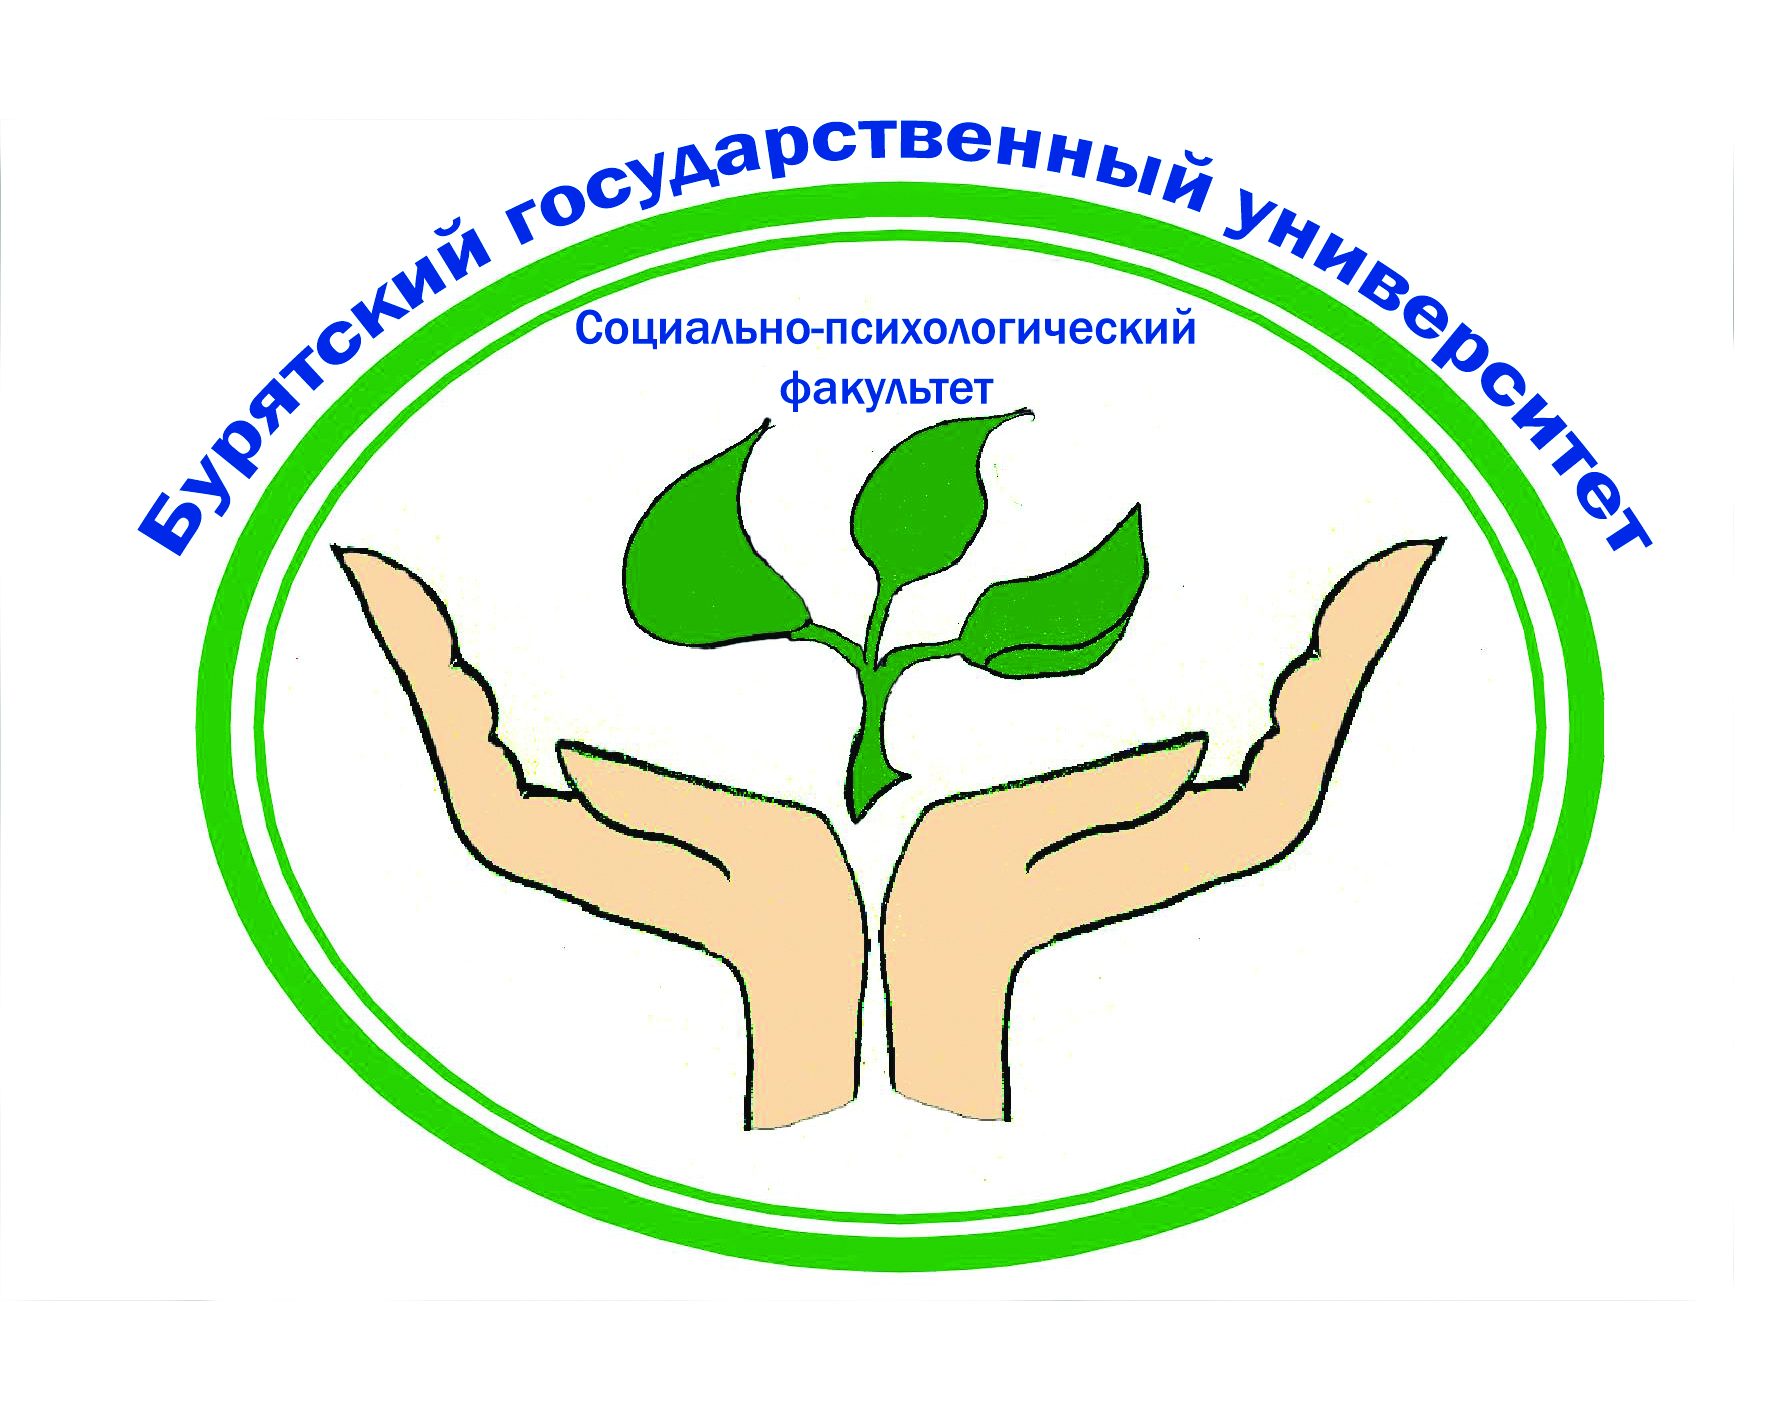 Бурятский государственный университет
Социально-психологический
факультет